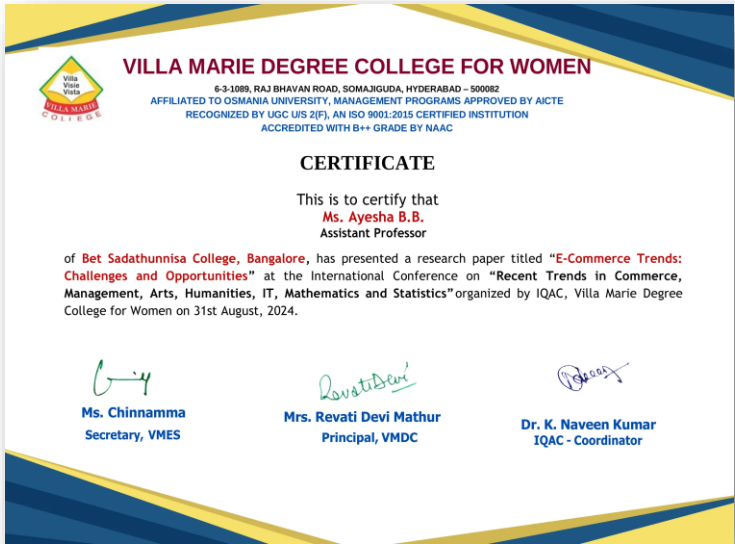 Villa
Visie
Vista
VILLA MARIE
COLLEGE
VILLA MARIE DEGREE COLLEGE FOR WOMEN
6-3-1089, RAJ BHAVAN ROAD, SOMAJIGUDA, HYDERABAD – 500082
AFFILIATED TO OSMANIA UNIVERSITY, MANAGEMENT PROGRAMS APPROVED BY AICTE
RECOGNIZED BY UGC U/S 2(F), AN ISO 9001:2015 CERTIFIED INSTITUTION
ACCREDITED WITH B++ GRADE BY NAAC
CERTIFICATE
This is to certify that
Ms. Ayesha B.B.
Assistant Professor
of Bet Sadathunnisa College, Bangalore, has presented a research paper titled “E-Commerce Trends:
Challenges and Opportunities” at the International Conference on “Recent Trends in Commerce,
Management, Arts, Humanities, IT, Mathematics and Statistics” organized by IQAC, Villa Marie Degree
College for Women on 31st August, 2024.
RevatiDevi
Ms. Chinnamma
Secretary, VMES
Mrs. Revati Devi Mathur
Principal, VMDC
Dr. K. Naveen Kumar
IQAC - Coordinator